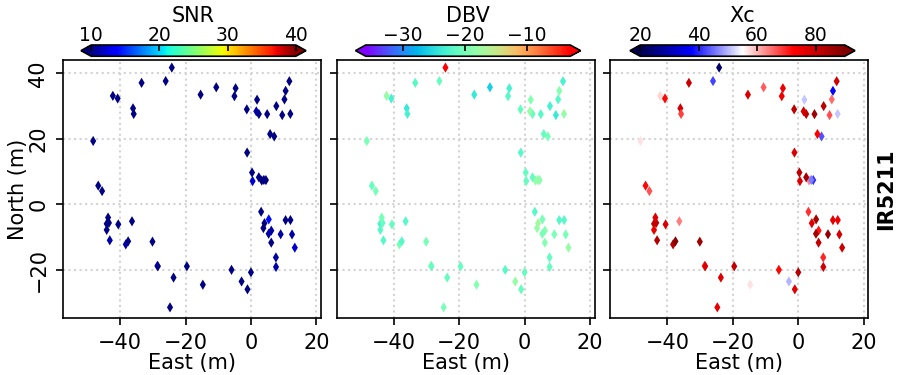 SNR DBV Xc
10 20 30 40 −30 −20 −10 20 40 60 80
40
20
0
−20
North (m)
−40 −20 0 20 −40 −20 0 20 −40 −20 0 20
East (m) East (m) East (m)
IR5211